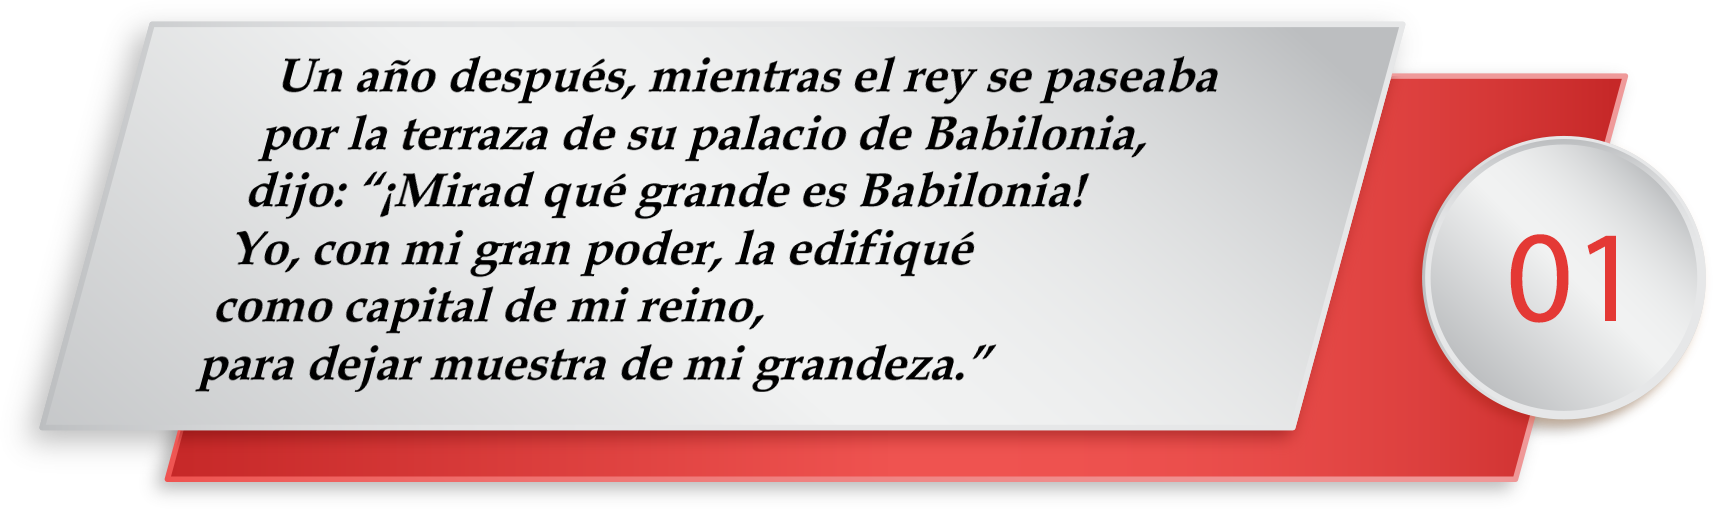 Un año después, mientras el rey se paseaba
por la terraza de su palacio de Babilonia,
dijo: “¡Mirad qué grande es Babilonia!
Yo, con mi gran poder, la edifiqué
como capital de mi reino,
para dejar muestra de mi grandeza.”
01